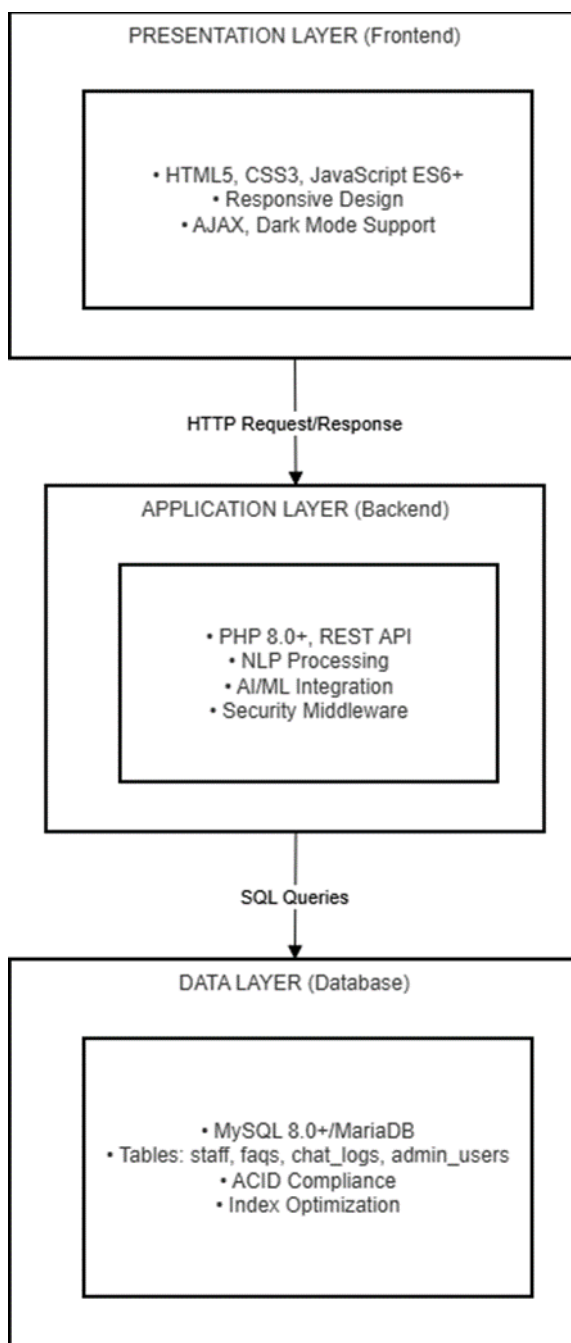 PRESENTATION LAYER (Frontend)
• HTML5, CSS3, JavaScript ES6+
• Responsive Design
• AJAX, Dark Mode Support
HTTP Request/Response
APPLICATION LAYER (Backend)
• PHP 8.0+, REST API
• NLP Processing
• AI/ML Integration
• Security Middleware
SQL Queries
DATA LAYER (Database)
• MySQL 8.0+/MariaDB
• Tables: staff, faqs, chat_logs, admin_users
• ACID Compliance
• Index Optimization